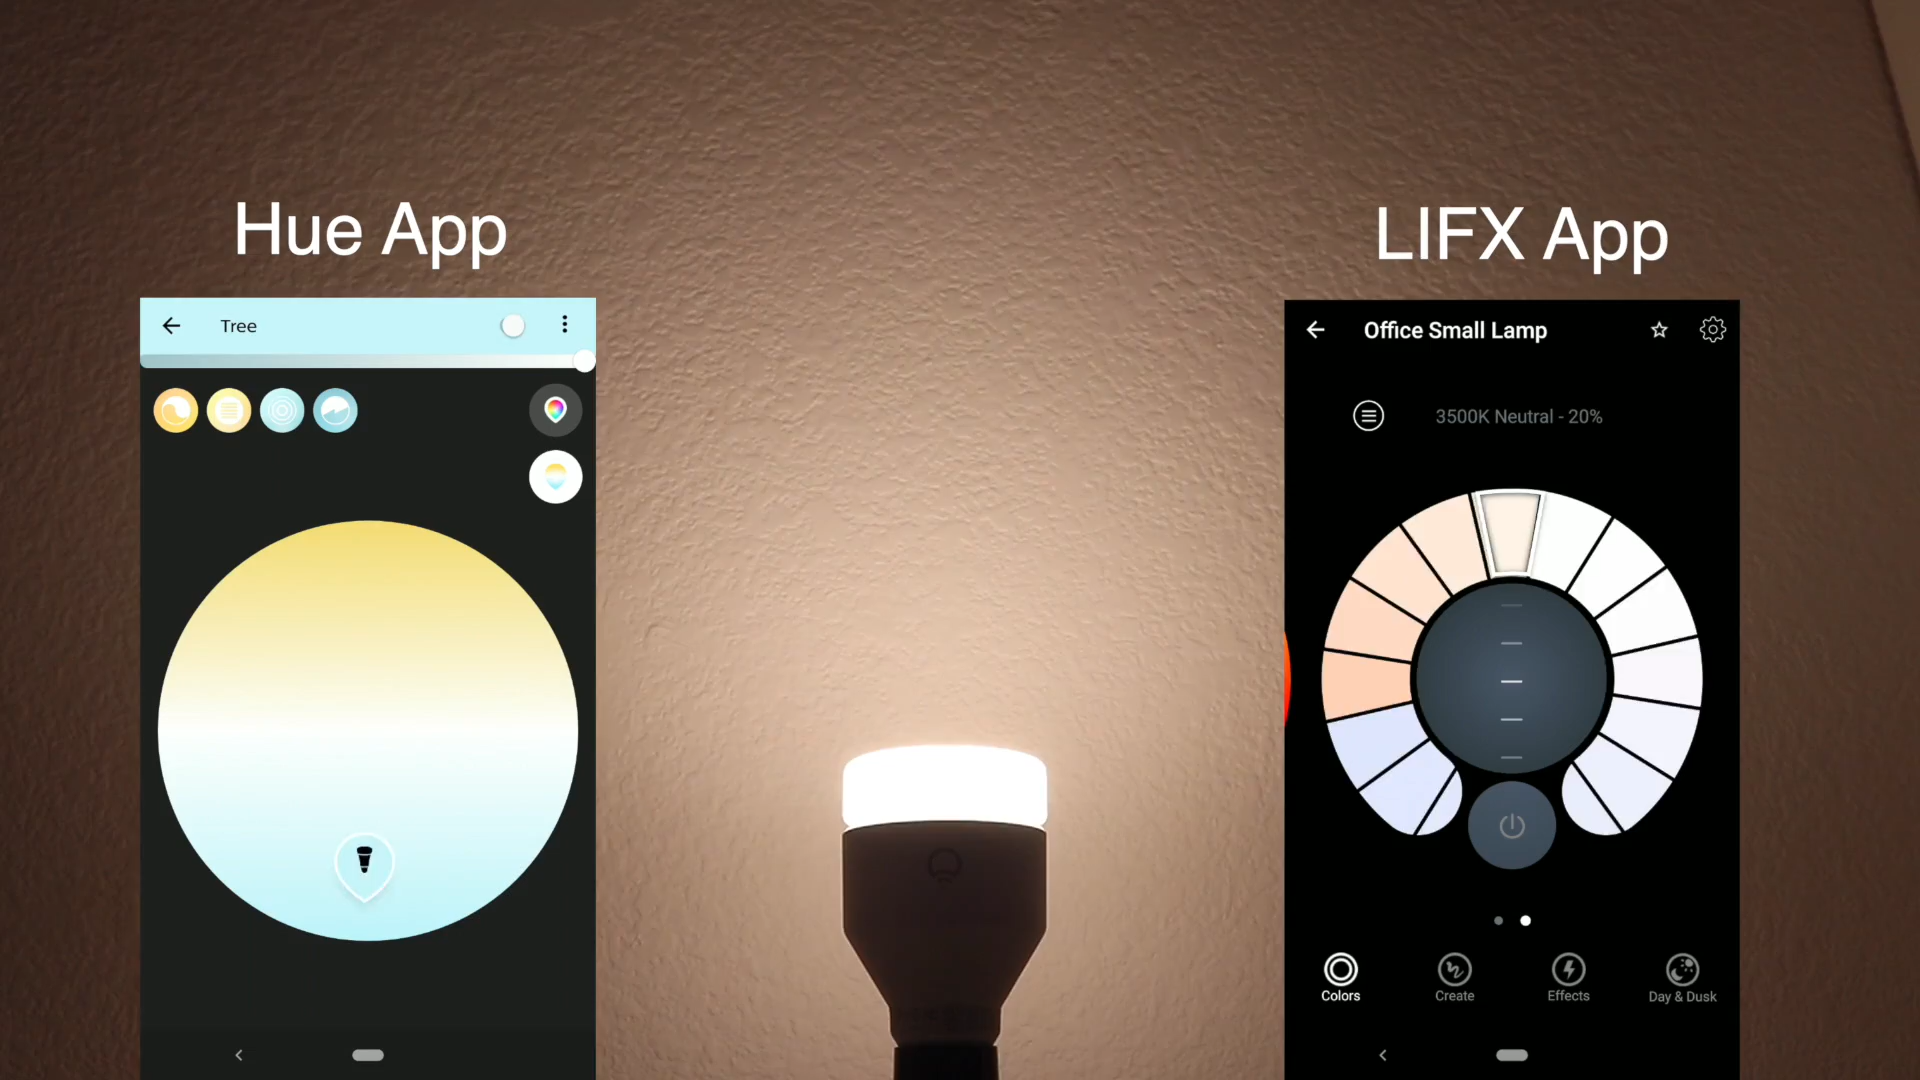 Hue App
LIFX App
Tree
Office Small Lamp
3500K Neutral - 20%
Colors
Create
Effects
Day & Dusk